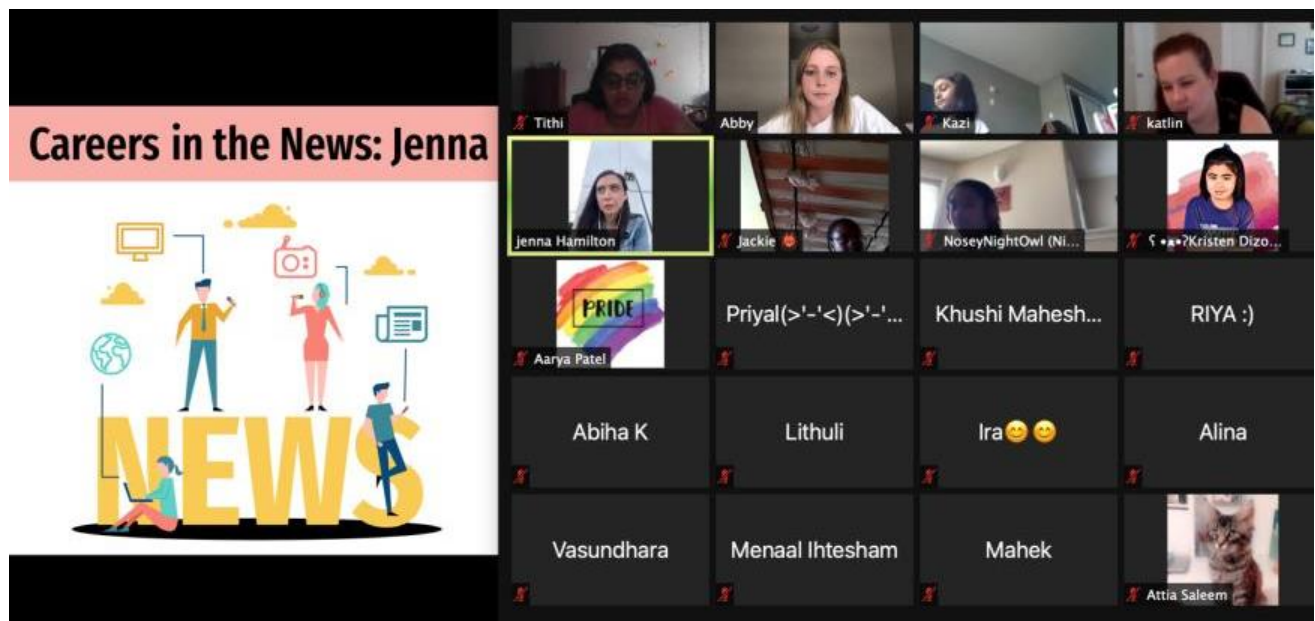 Careers in the News: Jenna
NEWS
Tithi
Abby
Kazi
katlin
jenna Hamilton
Jackie
NoseyNightOwl (Ni...
ʕ •ᴥ•ʔKristen Dizo...
PRIDE
Aarya Patel
Priyal(>'-'<)(>'-'...
Khushi Mahesh...
RIYA :)
Abiha K
Lithuli
Ira😊😊
Alina
Vasundhara
Menaal Ihtesham
Mahek
Attia Saleem